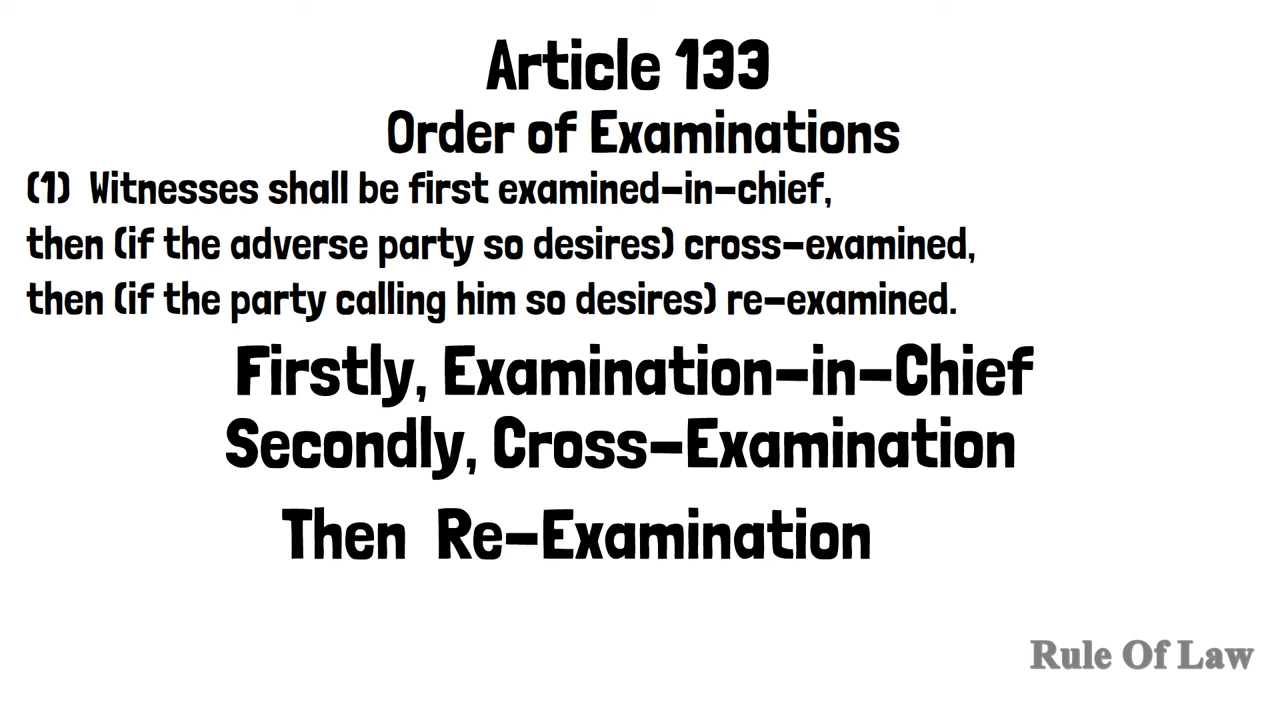 Article 133
Order of Examinations
(1) Witnesses shall be first examined-in-chief,
then (if the adverse party so desires) cross-examined,
then (if the party calling him so desires) re-examined.
Firstly, Examination-in-Chief
Secondly, Cross-Examination
Then Re-Examination
Rule Of Law